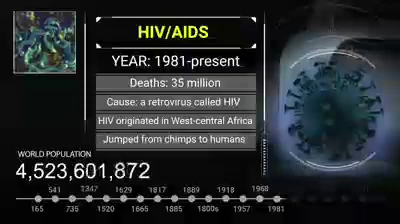 HIV/AIDS
YEAR: 1981-present
Deaths: 35 million
Cause: a retrovirus called HIV
HIV originated in West-central Africa
Jumped from chimps to humans
WORLD POPULATION
4,523,601,872
541 1347 1629 1817 1889 1918 1968
165 735 1520 1665 1885 1800s 1957 1981